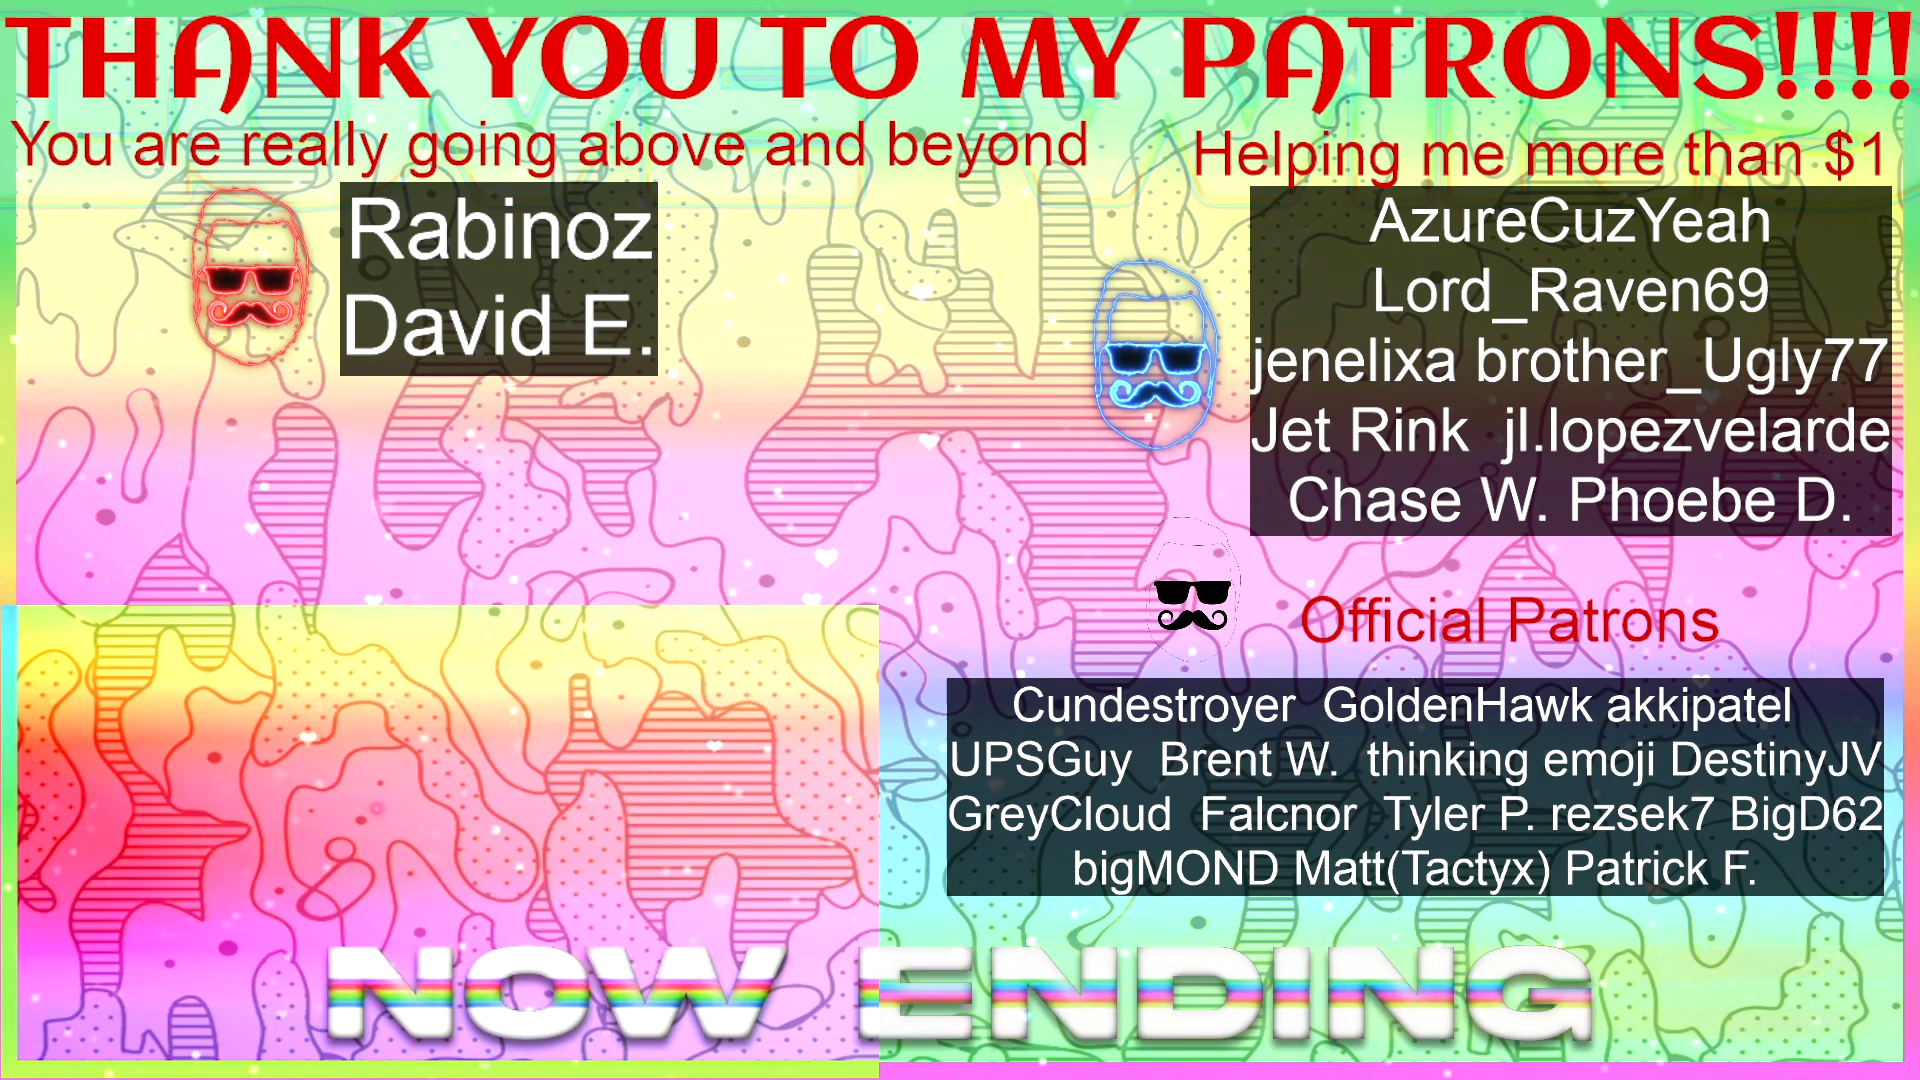 THANK YOU TO MY PATRONS!!!!
You are really going above and beyond
Rabinoz
David E.
Helping me more than $1
AzureCuzYeah
Lord_Raven69
jenelixa brother_Ugly77
Jet Rink jl.lopezvelarde
Chase W. Phoebe D.
Official Patrons
Cundestroyer GoldenHawk akkipatel
UPSGuy Brent W. thinking emoji DestinyJV
GreyCloud Falcnor Tyler P. rezsek7 BigD62
bigMOND Matt(Tactyx) Patrick F.
NOW ENDING